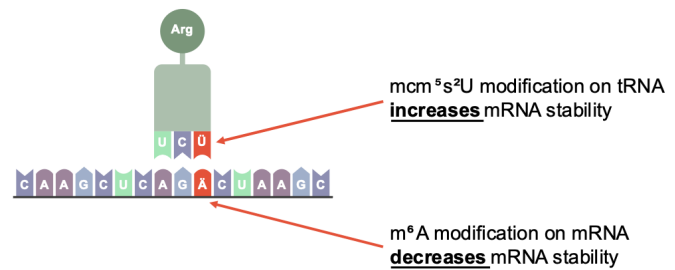 Arg
mcm⁵s²U modification on tRNA
increases mRNA stability
U C Ü
C A A G C U C A G Ä C U A A G C
m⁶A modification on mRNA
decreases mRNA stability